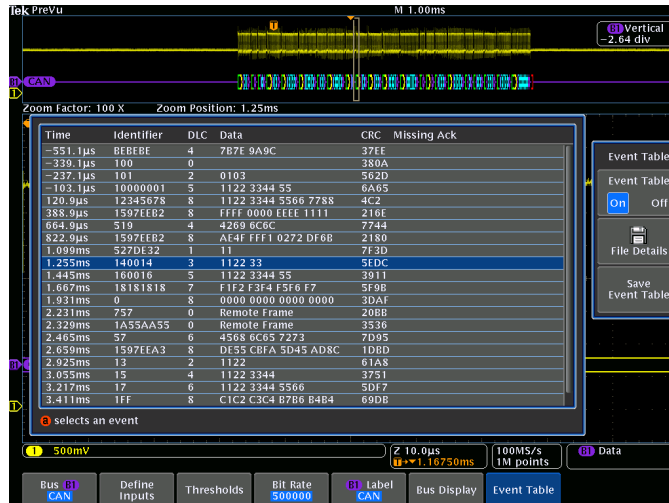 Tek PreVu M 1.00ms
T
B1 Vertical
-2.64 div
B1 CAN
1
Zoom Factor: 100 X Zoom Position: 1.25ms
Time Identifier DLC Data CRC Missing Ack
-551.1µs BEBEBE 4 7B7E 9A9C 37EE
-339.1µs 100 0 380A
-237.1µs 101 2 0103 562D
-103.1µs 10000001 5 1122 3344 55 6A65
120.9µs 12345678 8 1122 3344 5566 7788 4C2
388.9µs 1597EEB2 8 FFFF 0000 EEEE 1111 216E
664.9µs 519 4 4269 6C6C 7744
822.9µs 1597EEB2 8 AE4F FFF1 0272 DF6B 2180
1.099ms 527DE32 1 11 7F3D
1.255ms 140014 3 1122 33 5EDC
1.445ms 160016 5 1122 3344 55 3911
1.667ms 18181818 7 F1F2 F3F4 F5F6 F7 5F9B
1.931ms 0 8 0000 0000 0000 0000 3DAF
2.231ms 757 0 Remote Frame 20BB
2.329ms 1A55AA55 0 Remote Frame 3536
2.465ms 57 6 4568 6C65 7273 7D95
2.659ms 1597EEA3 8 DE55 CBFA 5D45 AD8C 1DBD
2.925ms 13 2 1122 61A8
3.055ms 15 4 1122 3344 3751
3.217ms 17 6 1122 3344 5566 5DF7
3.411ms 1FF 8 C1C2 C3C4 B7B6 B4B4 69DB
a selects an event
Event Table
Event Table
On Off
File Details
Save
Event Table
B1
1
1 500mV
Z 10.0µs
T→▼1.16750ms
100MS/s
1M points
B1 Data
Bus B1
CAN
Define
Inputs
Thresholds
Bit Rate
500000
B1 Label
CAN
Bus Display
Event Table